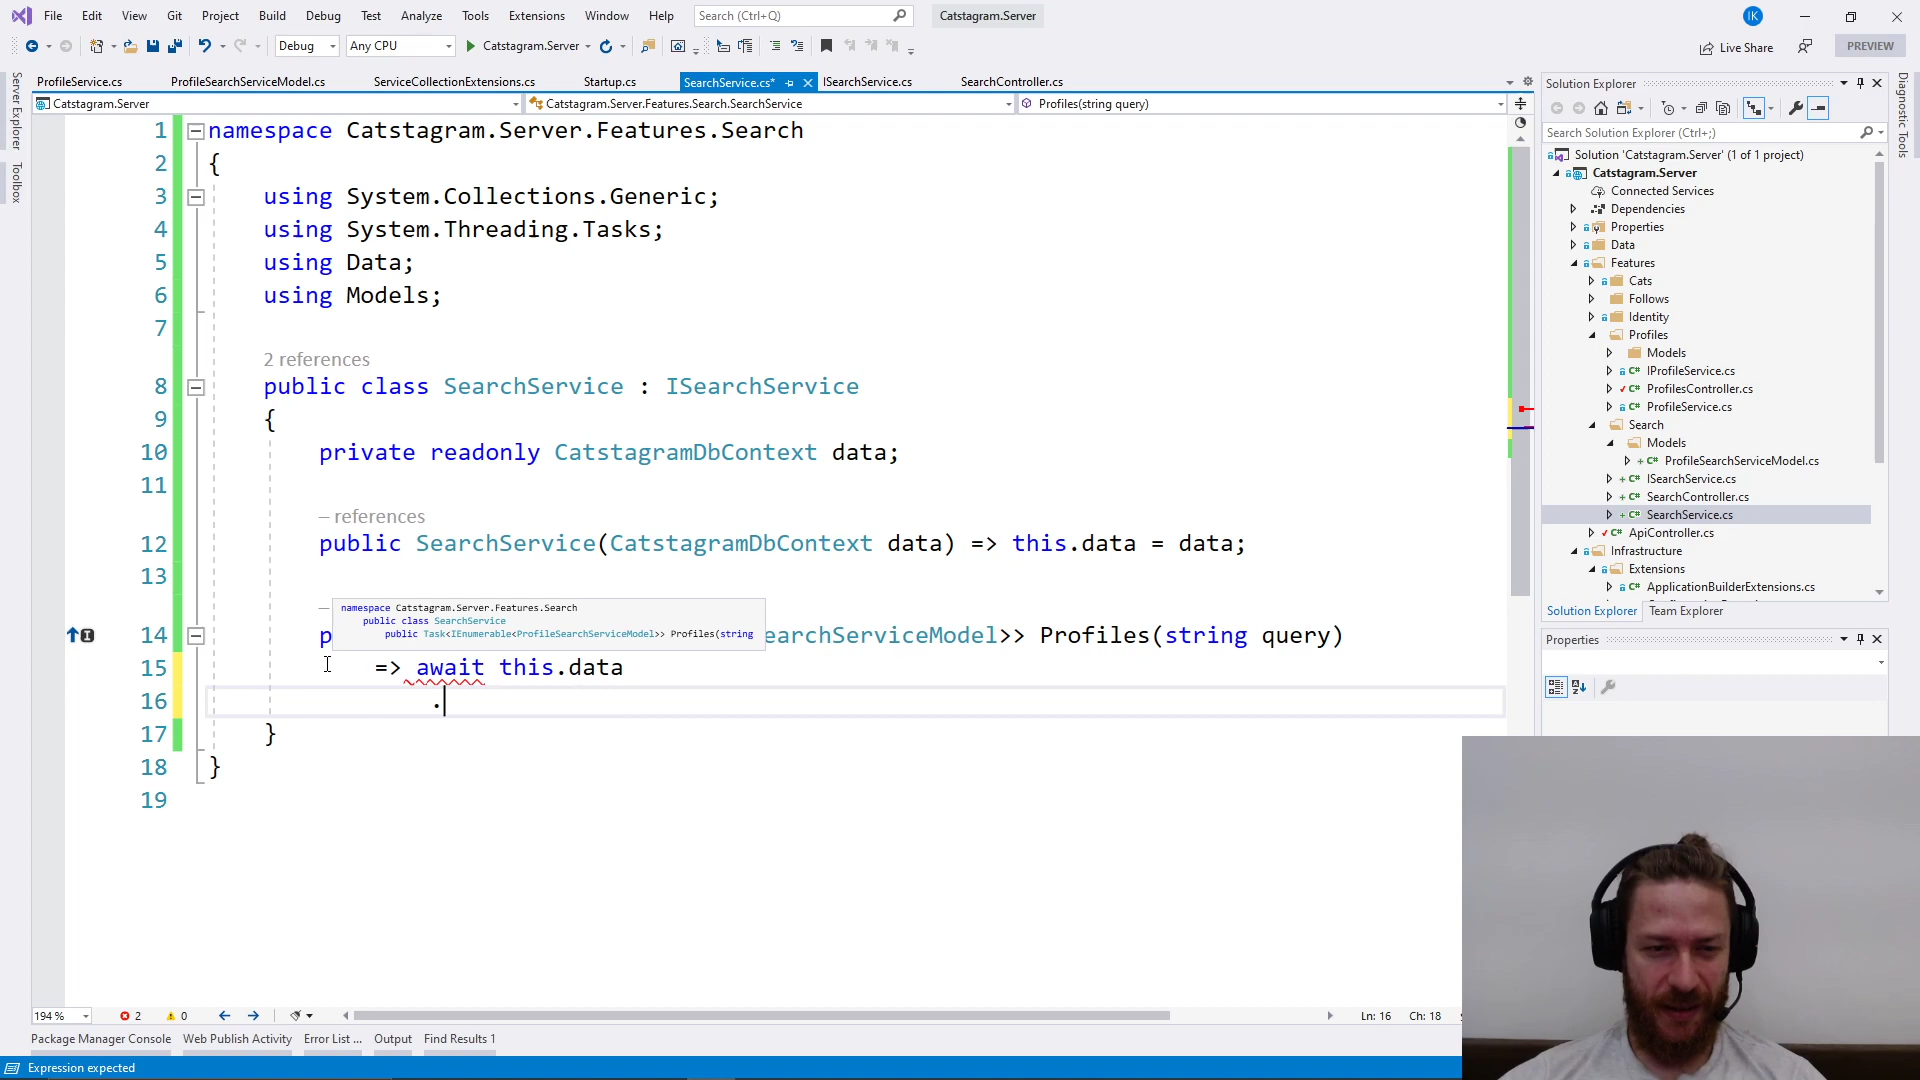 File Edit View Git Project Build Debug Test Analyze Tools Extensions Window Help Search (Ctrl+Q) Catstagram.Server IK
Debug Any CPU Catstagram.Server Live Share PREVIEW
ProfileService.cs ProfileSearchServiceModel.cs ServiceCollectionExtensions.cs Startup.cs SearchService.cs* ISearchService.cs SearchController.cs
Catstagram.Server Catstagram.Server.Features.Search.SearchService Profiles(string query)
Server Explorer
Toolbox
1 namespace Catstagram.Server.Features.Search
2 {
3 using System.Collections.Generic;
4 using System.Threading.Tasks;
5 using Data;
6 using Models;
7
2 references
8 public class SearchService : ISearchService
9 {
10 private readonly CatstagramDbContext data;
11
– references
12 public SearchService(CatstagramDbContext data) => this.data = data;
13
namespace Catstagram.Server.Features.Search
public class SearchService
public Task<IEnumerable<ProfileSearchServiceModel>> Profiles(string
14 p earchServiceModel>> Profiles(string query)
15 => await this.data
16 .
17 }
18 }
19
194 % 2 0 Ln: 16 Ch: 18
Package Manager Console Web Publish Activity Error List ... Output Find Results 1
Expression expected
Solution Explorer
Search Solution Explorer (Ctrl+;)
Solution 'Catstagram.Server' (1 of 1 project)
Catstagram.Server
Connected Services
Dependencies
Properties
Data
Features
Cats
Follows
Identity
Profiles
Models
IProfileService.cs
ProfilesController.cs
ProfileService.cs
Search
Models
ProfileSearchServiceModel.cs
ISearchService.cs
SearchController.cs
SearchService.cs
ApiController.cs
Infrastructure
Extensions
ApplicationBuilderExtensions.cs
Solution Explorer Team Explorer
Properties
Diagnostic Tools